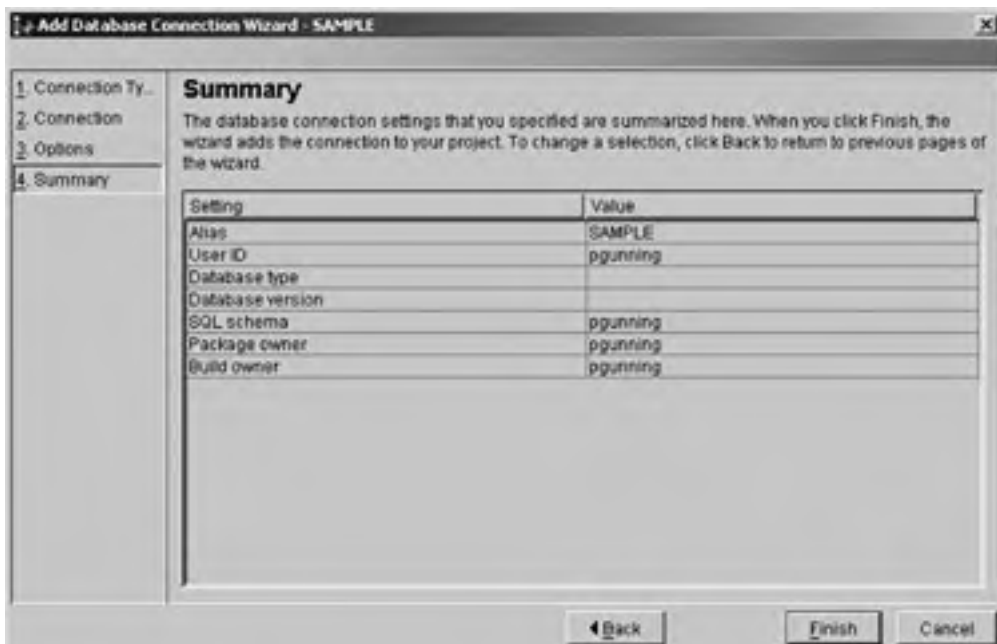 Add Database Connection Wizard - SAMPLE
1. Connection Ty...
2. Connection
3. Options
4. Summary
Summary
The database connection settings that you specified are summarized here. When you click Finish, the
wizard adds the connection to your project. To change a selection, click Back to return to previous pages of
the wizard.
Setting Value
Alias SAMPLE
User ID pgunning
Database type
Database version
SQL schema pgunning
Package owner pgunning
Build owner pgunning
Back Finish Cancel